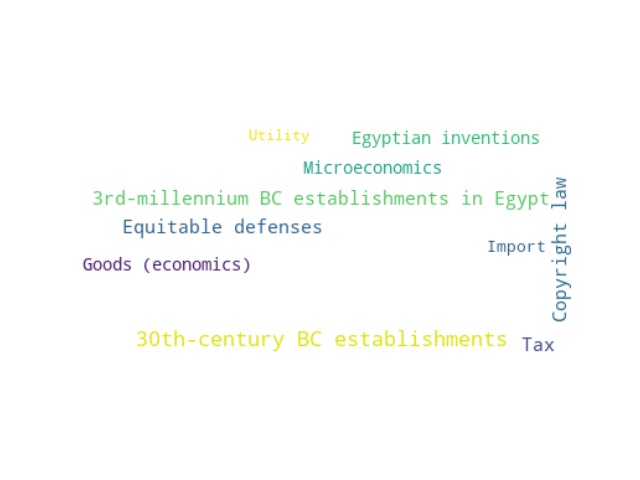 Utility
Egyptian inventions
Microeconomics
3rd-millennium BC establishments in Egypt
Copyright law
Equitable defenses
Import
Goods (economics)
30th-century BC establishments
Tax